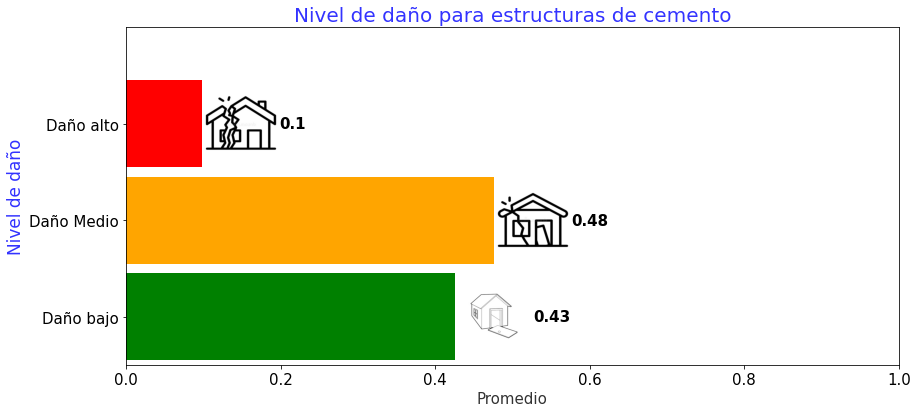 Nivel de daño para estructuras de cemento
Nivel de daño
Daño alto
0.1
Daño Medio
0.48
Daño bajo
0.43
0.0 0.2 0.4 0.6 0.8 1.0
Promedio